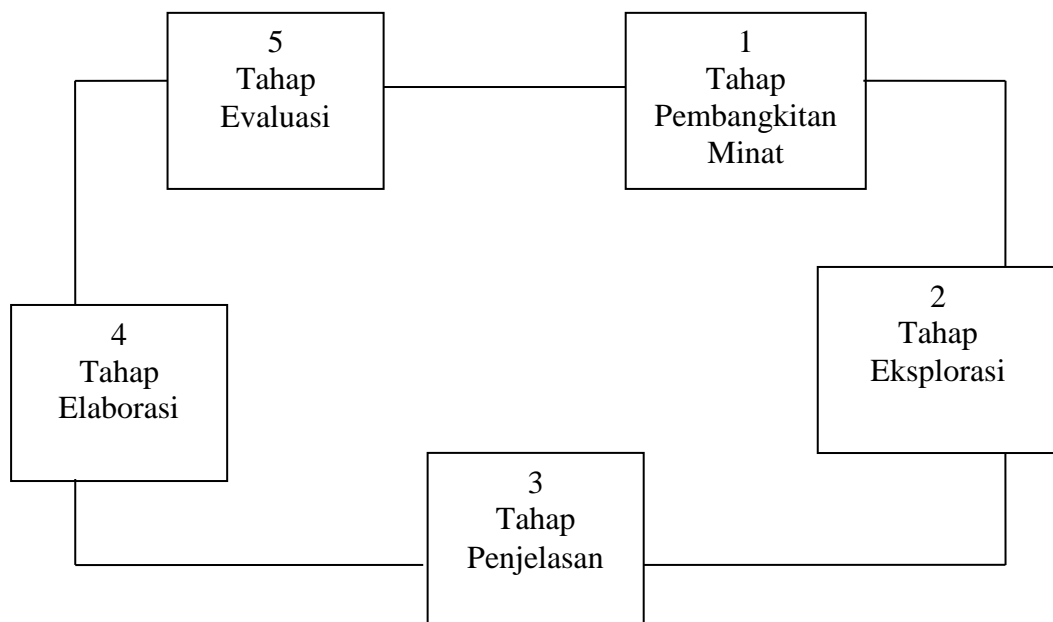 5
Tahap
Evaluasi
1
Tahap
Pembangkitan
Minat
2
Tahap
Eksplorasi
3
Tahap
Penjelasan
4
Tahap
Elaborasi